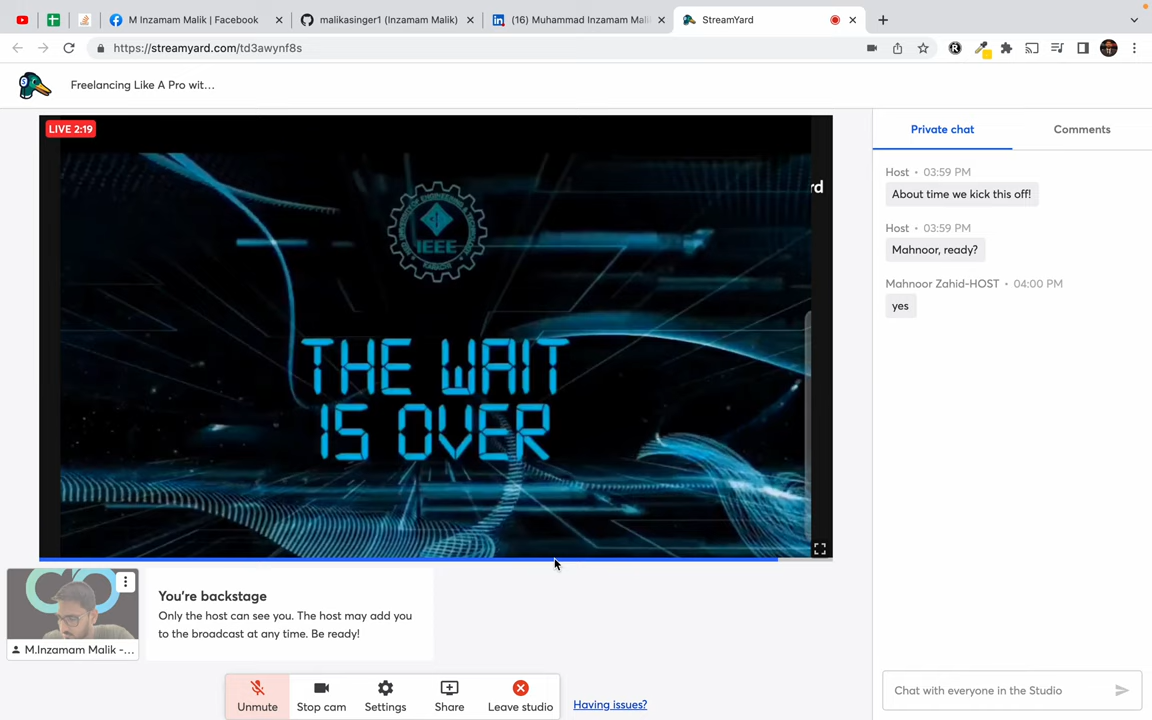 M Inzamam Malik | Facebook
malikasinger1 (Inzamam Malik)
(16) Muhammad Inzamam Mali
StreamYard
https://streamyard.com/td3awynf8s
Freelancing Like A Pro wit...
LIVE 2:19
rd
IEEE
KARACHI
THE WAIT
IS OVER
Private chat
Comments
Host • 03:59 PM
About time we kick this off!
Host • 03:59 PM
Mahnoor, ready?
Mahnoor Zahid-HOST • 04:00 PM
yes
You're backstage
Only the host can see you. The host may add you
to the broadcast at any time. Be ready!
M.Inzamam Malik -...
Unmute
Stop cam
Settings
Share
Leave studio
Having issues?
Chat with everyone in the Studio